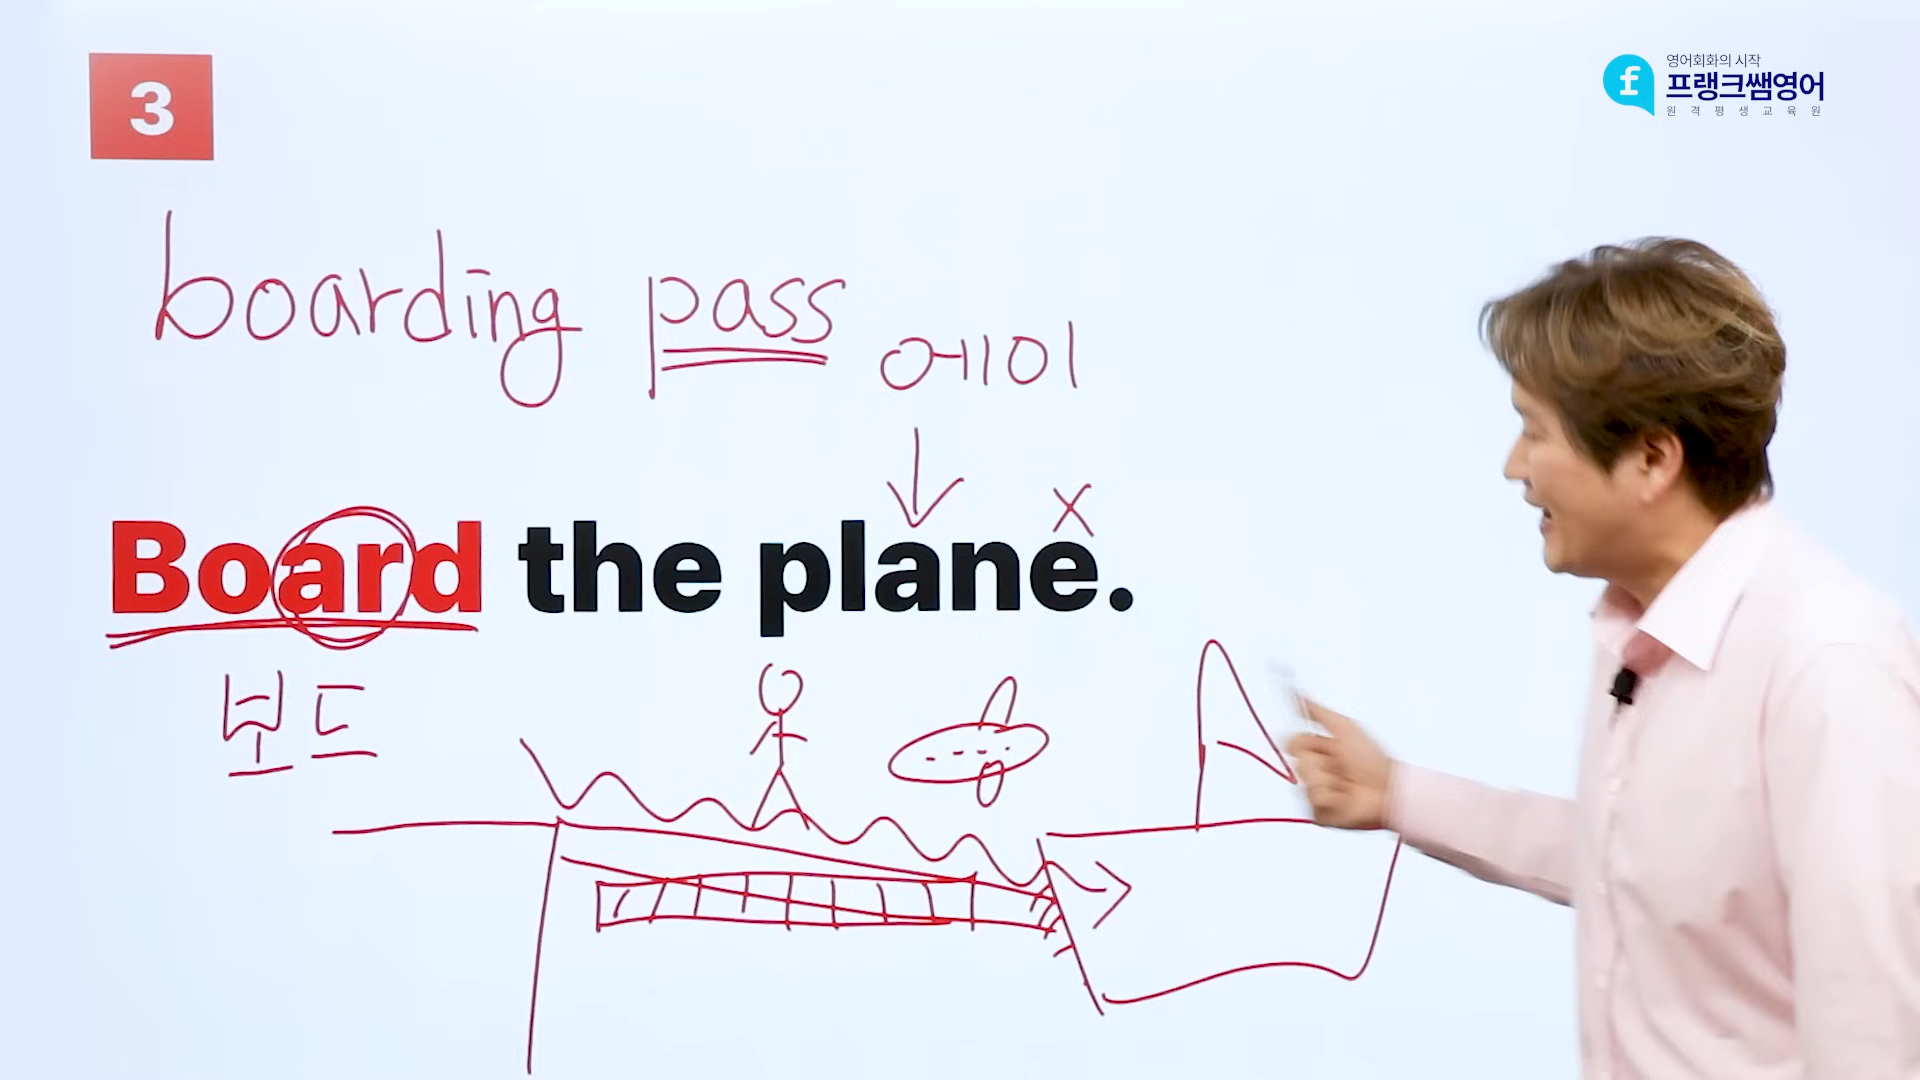 3
영어회화의 시작
프랭크쌤영어
원격평생교육원
boarding pass
에이
Board the plane.
보드